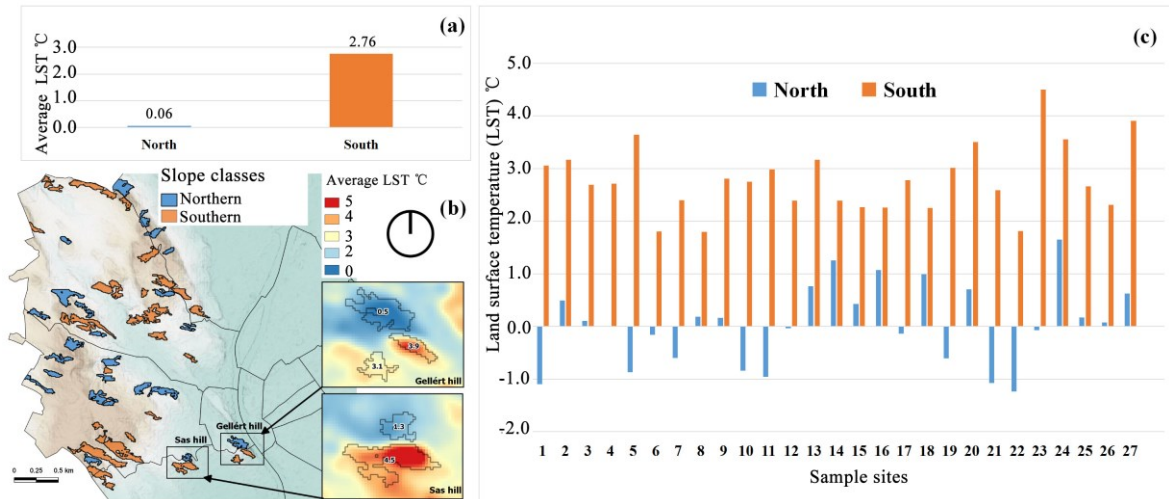 (a)
Average LST ℃
3.0
2.0
1.0
0.0
0.06
2.76
North
South
Slope classes
Northern
Southern
Average LST ℃
5
4
3
2
0
(b)
0.5
3.9
3.1
Gellért hill
1.3
4.5
Sas hill
Gellért hill
Sas hill
0 0.25 0.5 km
(c)
Land surface temperature (LST) ℃
5.0
4.0
3.0
2.0
1.0
0.0
-1.0
-2.0
North South
1 2 3 4 5 6 7 8 9 10 11 12 13 14 15 16 17 18 19 20 21 22 23 24 25 26 27
Sample sites